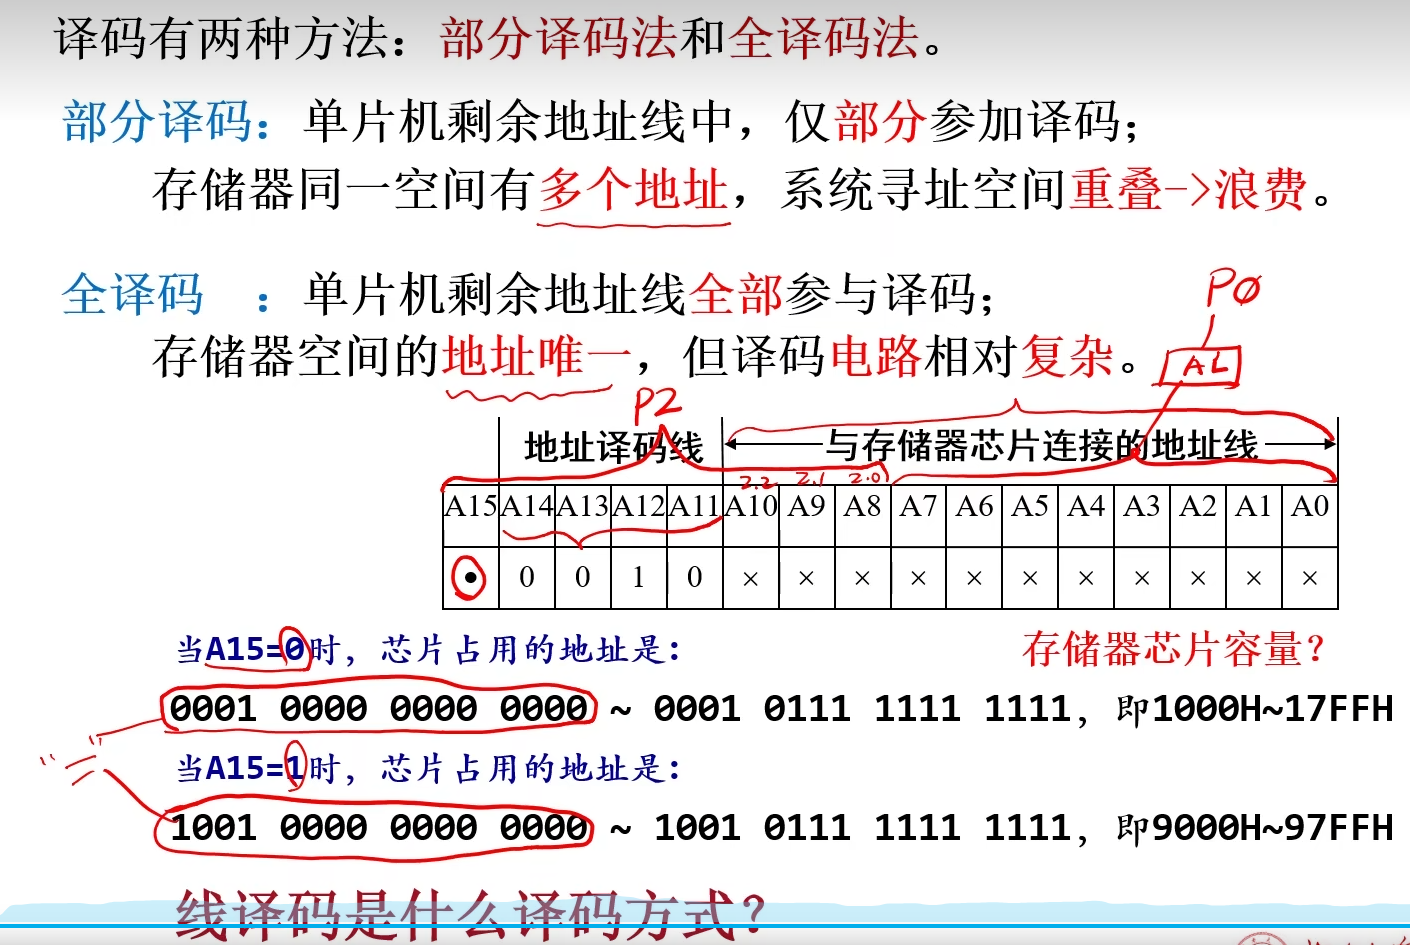 译码有两种方法：部分译码法和全译码法。
部分译码：单片机剩余地址线中，仅部分参加译码；
存储器同一空间有多个地址，系统寻址空间重叠->浪费。
全译码 ：单片机剩余地址线全部参与译码；
P0
存储器空间的地址唯一，但译码电路相对复杂。
AL
P2
地址译码线 与存储器芯片连接的地址线
2.2 2.1 2.0
A15 A14 A13 A12 A11 A10 A9 A8 A7 A6 A5 A4 A3 A2 A1 A0
• 0 0 1 0 × × × × × × × × × × ×
当A15=0时，芯片占用的地址是：
存储器芯片容量？
0001 0000 0000 0000 ~ 0001 0111 1111 1111，即1000H~17FFH
当A15=1时，芯片占用的地址是：
1001 0000 0000 0000 ~ 1001 0111 1111 1111，即9000H~97FFH
线译码是什么译码方式？